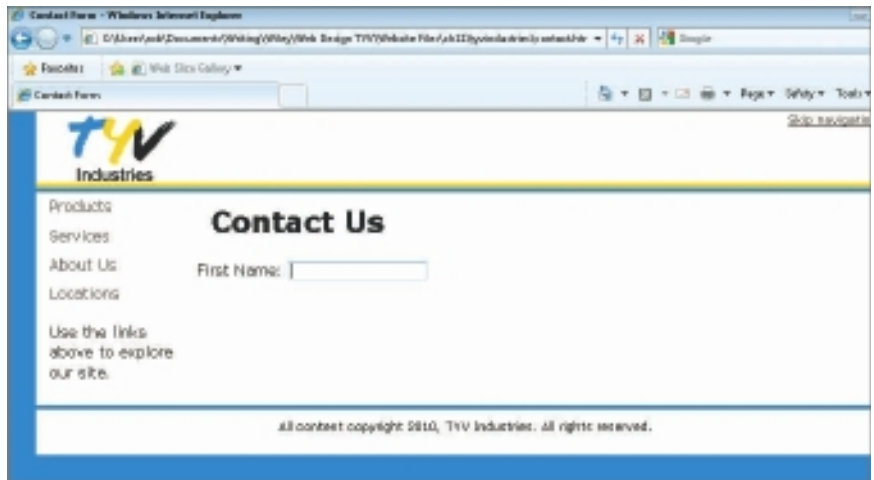 Contact Form - Windows Internet Explorer
Google
Favorites Web Slice Gallery
Contact Form
Page Safety Tools
Skip navigatio
TYV
Industries
Products
Services
About Us
Locations
Contact Us
First Name:
Use the links
above to explore
our site.
All content copyright 2010, TYV Industries. All rights reserved.